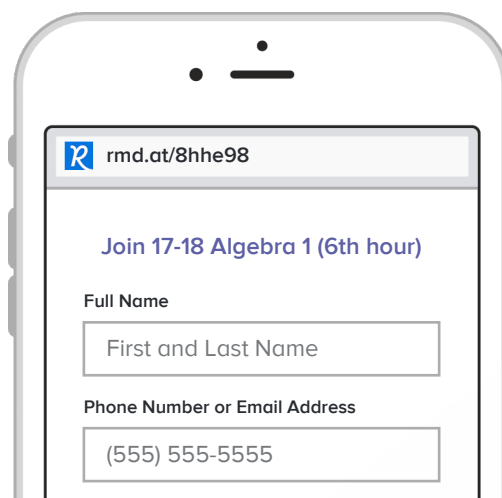 rmd.at/8hhe98
Join 17-18 Algebra 1 (6th hour)
Full Name
First and Last Name
Phone Number or Email Address
(555) 555-5555